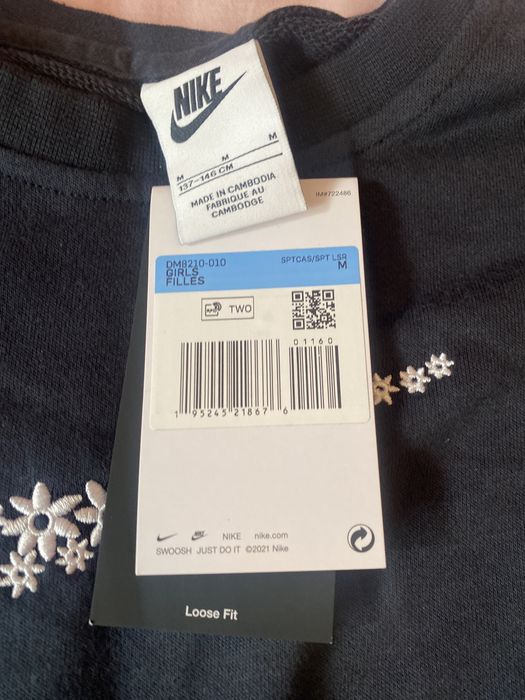 NIKE
M M M
137-146 CM
MADE IN CAMBODIA
FABRIQUE AU
CAMBODGE
IM#722486
DM8210-010 SPTCAS/SPT LSR
GIRLS M
FILLES
RFID TWO
01160
1 95245 21867 6
NIKE nike.com
SWOOSH JUST DO IT ©2021 Nike
Loose Fit